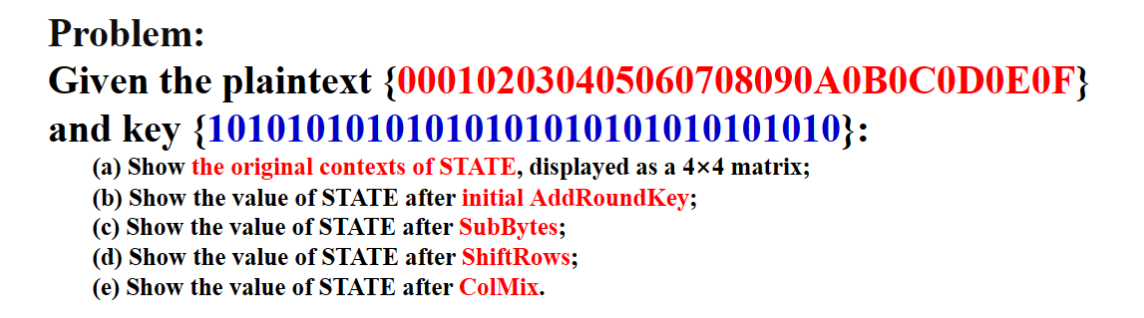 Problem:
Given the plaintext {000102030405060708090A0B0C0D0E0F}
and key {10101010101010101010101010101010}:
(a) Show the original contexts of STATE, displayed as a 4×4 matrix;
(b) Show the value of STATE after initial AddRoundKey;
(c) Show the value of STATE after SubBytes;
(d) Show the value of STATE after ShiftRows;
(e) Show the value of STATE after ColMix.